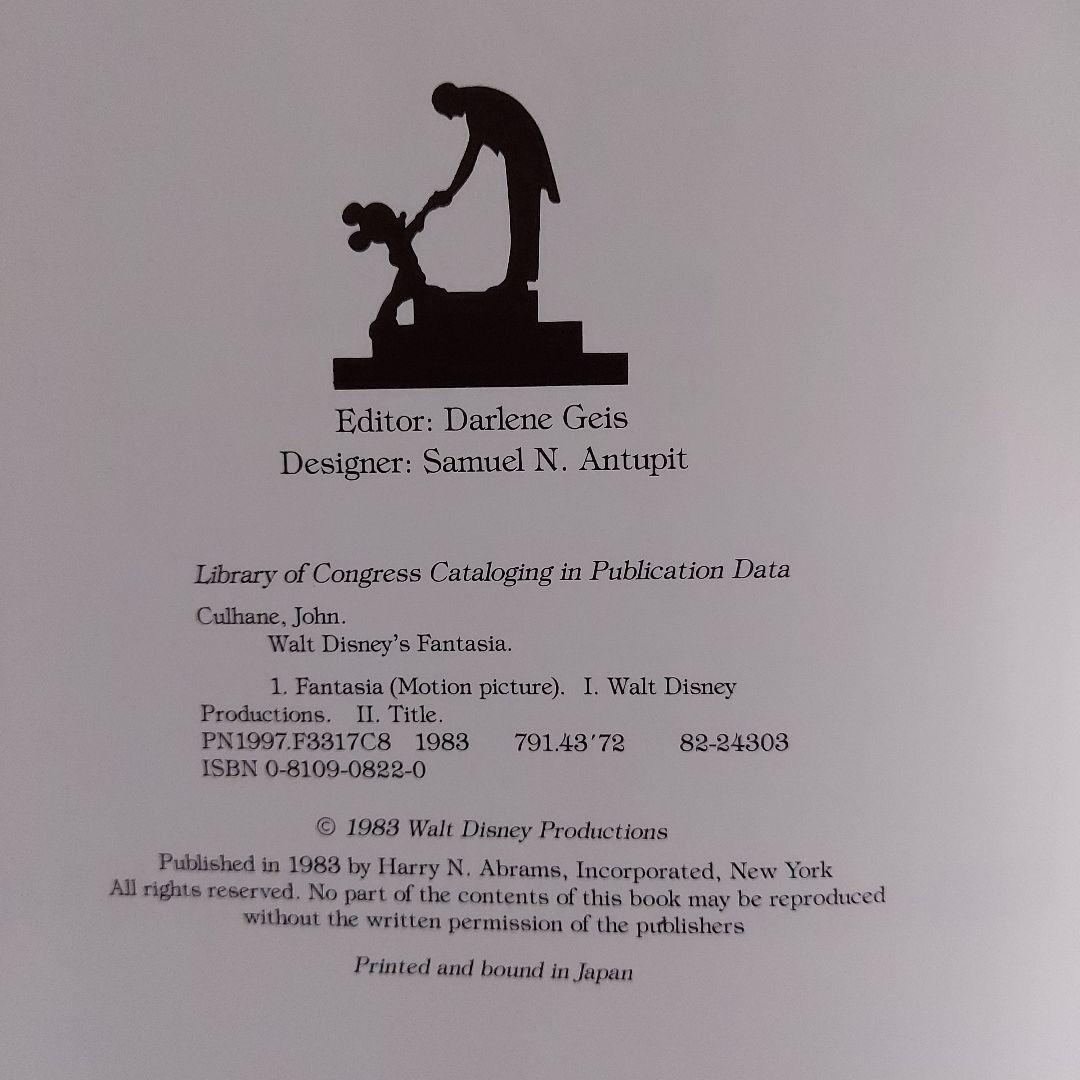 Editor: Darlene Geis
Designer: Samuel N. Antupit
Library of Congress Cataloging in Publication Data
Culhane, John.
Walt Disney's Fantasia.
1. Fantasia (Motion picture). I. Walt Disney
Productions. II. Title.
PN1997.F3317C8 1983 791.43′72 82-24303
ISBN 0-8109-0822-0
© 1983 Walt Disney Productions
Published in 1983 by Harry N. Abrams, Incorporated, New York
All rights reserved. No part of the contents of this book may be reproduced
without the written permission of the publishers
Printed and bound in Japan